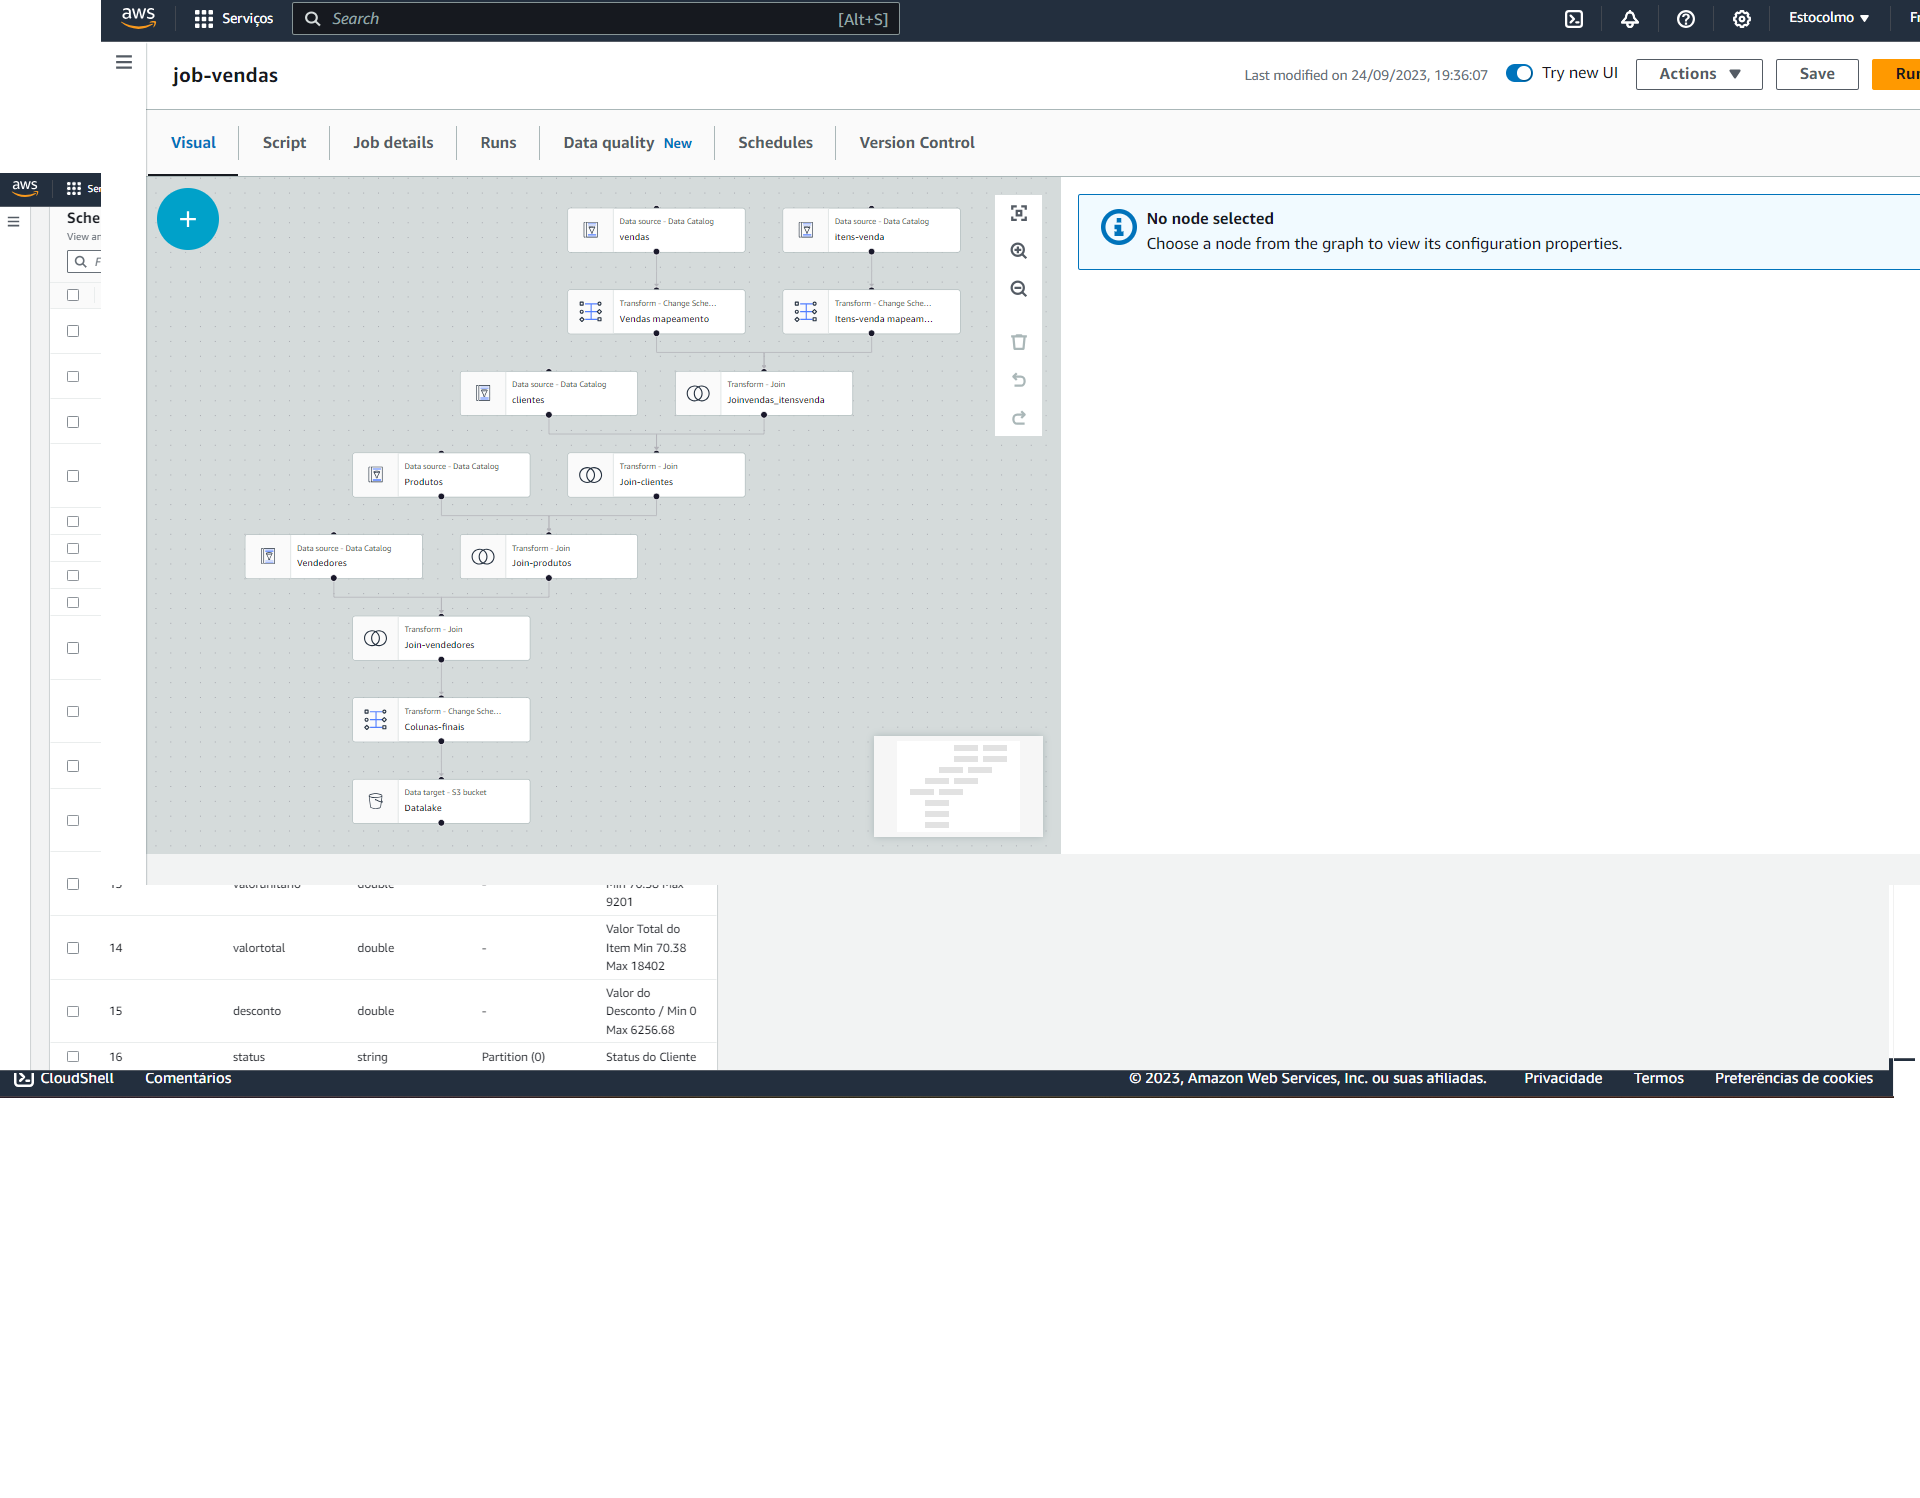 aws
Serviços
Search
[Alt+S]
Estocolmo ▼
job-vendas
Last modified on 24/09/2023, 19:36:07
Try new UI
Actions ▼
Save
Visual
Script
Job details
Runs
Data quality New
Schedules
Version Control
aws
No node selected
Choose a node from the graph to view its configuration properties.
Data source - Data Catalog
vendas
Data source - Data Catalog
itens-venda
Transform - Change Sche...
Vendas mapeamento
Transform - Change Sche...
Itens-venda mapeam...
Data source - Data Catalog
clientes
Transform - Join
Joinvendas_itensvenda
Data source - Data Catalog
Produtos
Transform - Join
Join-clientes
Data source - Data Catalog
Vendedores
Transform - Join
Join-produtos
Transform - Join
Join-vendedores
Transform - Change Sche...
Colunas-finais
Data target - S3 bucket
Datalake
9201
14 valortotal double - Valor Total do
Item Min 70.38
Max 18402
15 desconto double - Valor do
Desconto / Min 0
Max 6256.68
16 status string Partition (0) Status do Cliente
CloudShell
Comentários
© 2023, Amazon Web Services, Inc. ou suas afiliadas.
Privacidade
Termos
Preferências de cookies